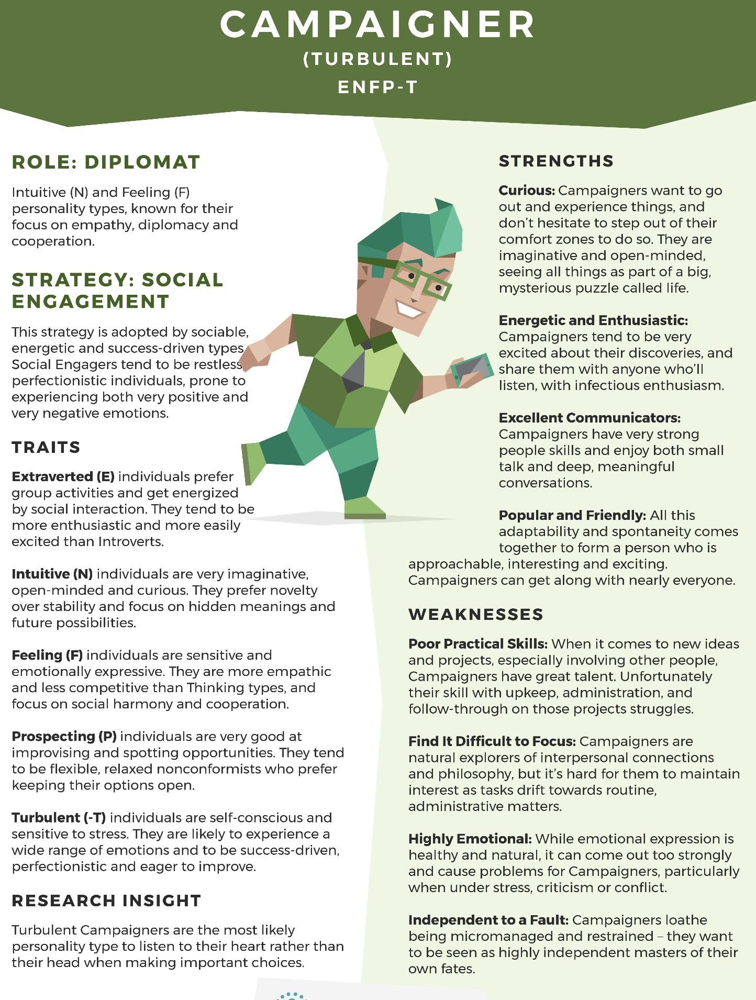 CAMPAIGNER
(TURBULENT)
ENFP-T
ROLE: DIPLOMAT
Intuitive (N) and Feeling (F)
personality types, known for their
focus on empathy, diplomacy and
cooperation.
STRATEGY: SOCIAL
ENGAGEMENT
This strategy is adopted by sociable,
energetic and success-driven types.
Social Engagers tend to be restless,
perfectionistic individuals, prone to
experiencing both very positive and
very negative emotions.
TRAITS
Extraverted (E) individuals prefer
group activities and get energized
by social interaction. They tend to be
more enthusiastic and more easily
excited than Introverts.
Intuitive (N) individuals are very imaginative,
open-minded and curious. They prefer novelty
over stability and focus on hidden meanings and
future possibilities.
Feeling (F) individuals are sensitive and
emotionally expressive. They are more empathic
and less competitive than Thinking types, and
focus on social harmony and cooperation.
Prospecting (P) individuals are very good at
improvising and spotting opportunities. They tend
to be flexible, relaxed nonconformists who prefer
keeping their options open.
Turbulent (-T) individuals are self-conscious and
sensitive to stress. They are likely to experience a
wide range of emotions and to be success-driven,
perfectionistic and eager to improve.
RESEARCH INSIGHT
Turbulent Campaigners are the most likely
personality type to listen to their heart rather than
their head when making important choices.
STRENGTHS
Curious: Campaigners want to go
out and experience things, and
don't hesitate to step out of their
comfort zones to do so. They are
imaginative and open-minded,
seeing all things as part of a big,
mysterious puzzle called life.
Energetic and Enthusiastic:
Campaigners tend to be very
excited about their discoveries, and
share them with anyone who'll
listen, with infectious enthusiasm.
Excellent Communicators:
Campaigners have very strong
people skills and enjoy both small
talk and deep, meaningful
conversations.
Popular and Friendly: All this
adaptability and spontaneity comes
together to form a person who is
approachable, interesting and exciting.
Campaigners can get along with nearly everyone.
WEAKNESSES
Poor Practical Skills: When it comes to new ideas
and projects, especially involving other people,
Campaigners have great talent. Unfortunately
their skill with upkeep, administration, and
follow-through on those projects struggles.
Find It Difficult to Focus: Campaigners are
natural explorers of interpersonal connections
and philosophy, but it's hard for them to maintain
interest as tasks drift towards routine,
administrative matters.
Highly Emotional: While emotional expression is
healthy and natural, it can come out too strongly
and cause problems for Campaigners, particularly
when under stress, criticism or conflict.
Independent to a Fault: Campaigners loathe
being micromanaged and restrained – they want
to be seen as highly independent masters of their
own fates.